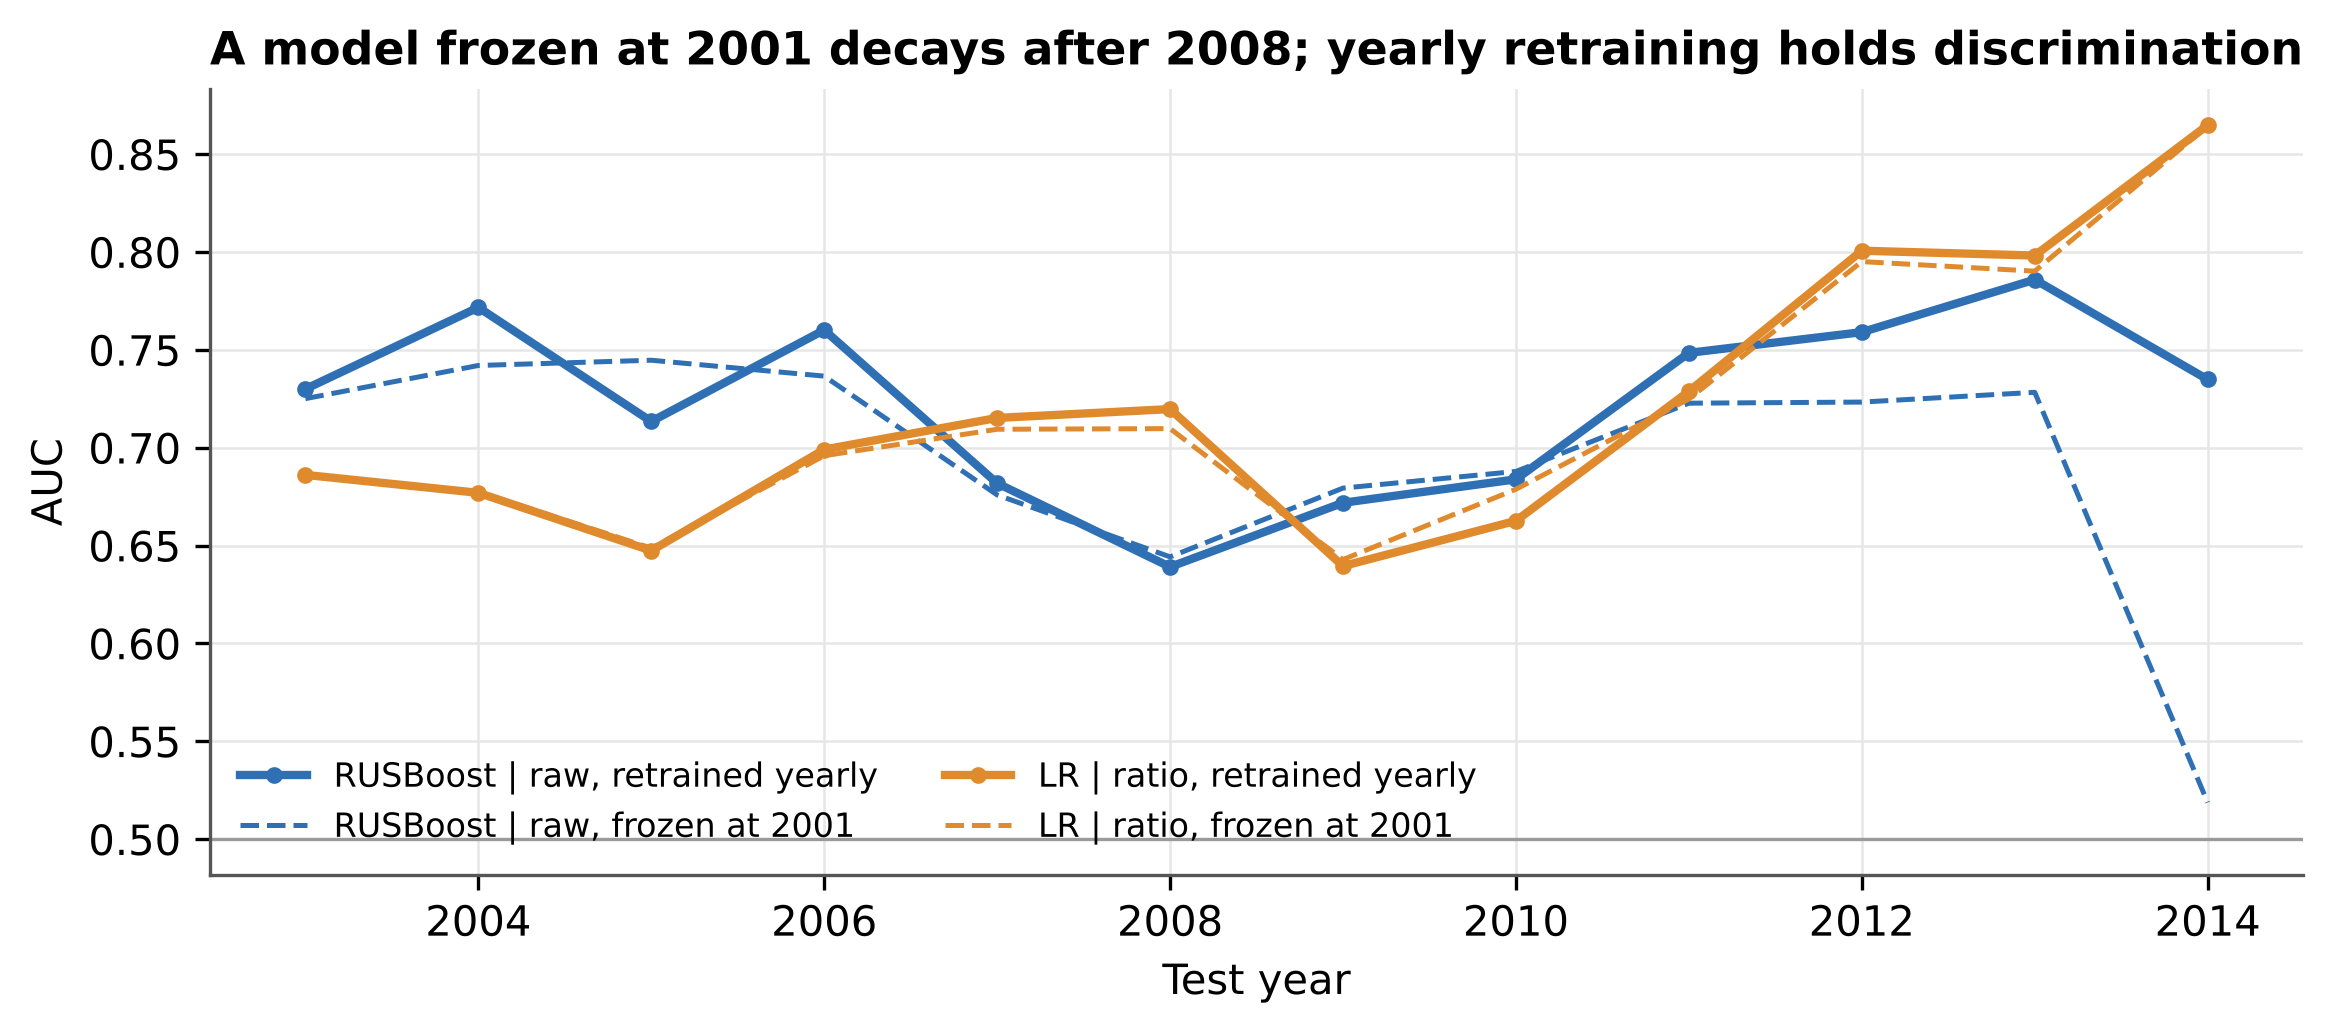 A model frozen at 2001 decays after 2008; yearly retraining holds discrimination
AUC
0.85
0.80
0.75
0.70
0.65
0.60
0.55
0.50
RUSBoost | raw, retrained yearly
RUSBoost | raw, frozen at 2001
LR | ratio, retrained yearly
LR | ratio, frozen at 2001
2004 2006 2008 2010 2012 2014
Test year